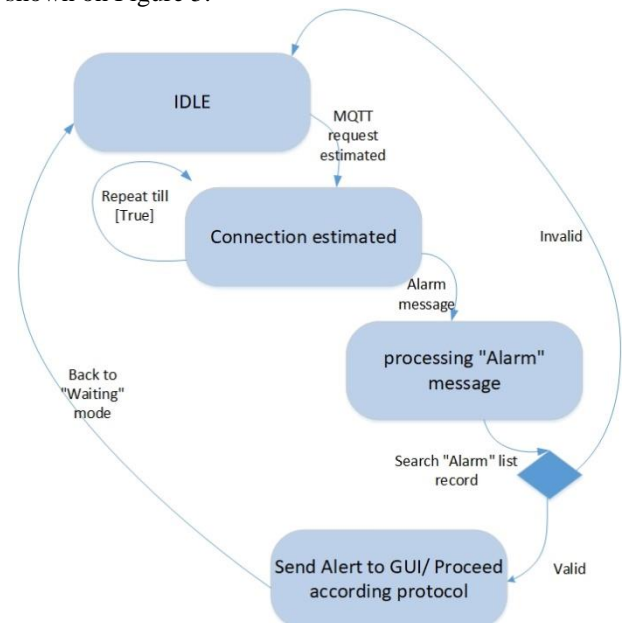 shown on Figure 5.
IDLE
MQTT
request
estimated
Repeat till
[True]
Connection estimated
Invalid
Alarm
message
processing "Alarm"
message
Back to
"Waiting"
mode
Search "Alarm" list
record
Send Alert to GUI/ Proceed
according protocol
Valid